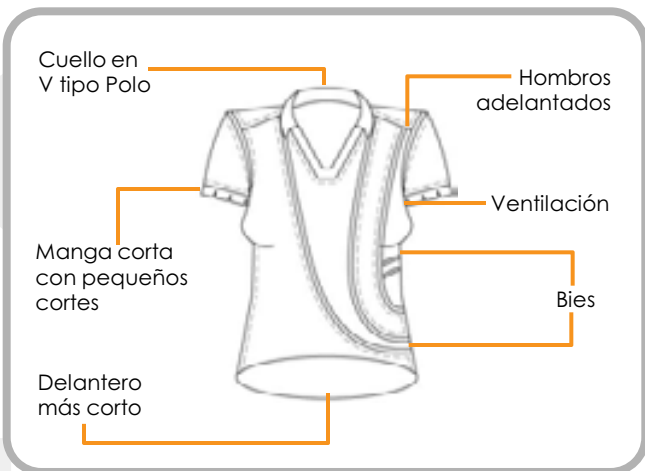 Cuello en
V tipo Polo
Hombros
adelantados
Ventilación
Manga corta
con pequeños
cortes
Bies
Delantero
más corto